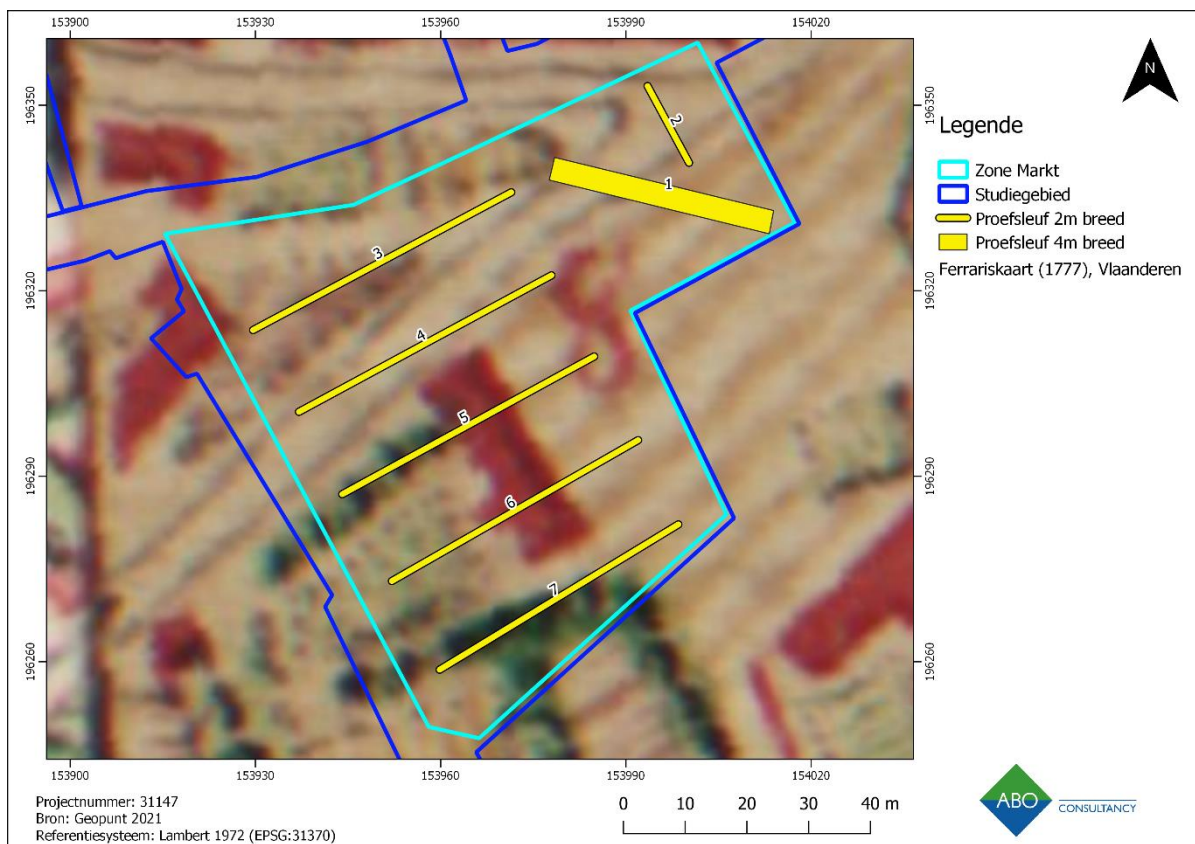 153900 153930 153960 153990 154020
196350 196350
196320 196320
196290 196290
196260 196260
2
1
3
4
5
6
7
153900 153930 153960 153990 154020
N
Legende
Zone Markt
Studiegebied
Proefsleuf 2m breed
Proefsleuf 4m breed
Ferrariskaart (1777), Vlaanderen
Projectnummer: 31147
Bron: Geopunt 2021
Referentiesysteem: Lambert 1972 (EPSG:31370)
0 10 20 30 40 m
ABO CONSULTANCY